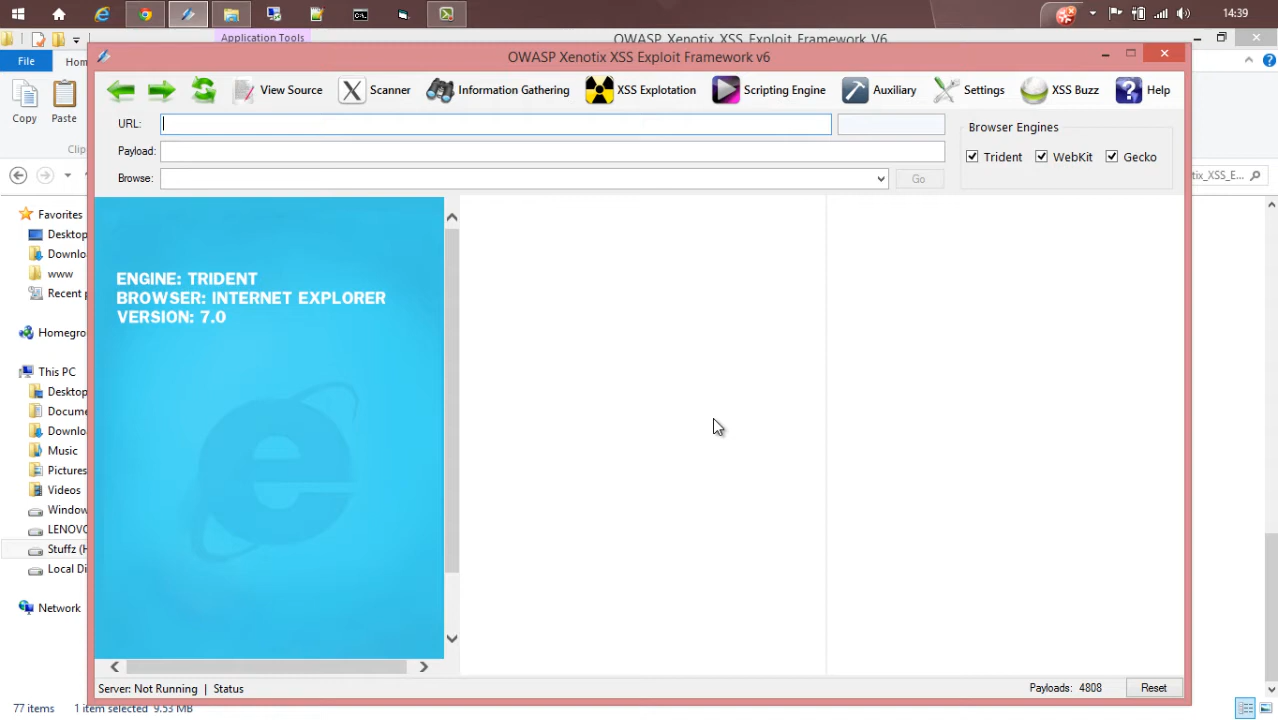 14:39
Application Tools
OWASP Xenotix XSS Exploit Framework V6
OWASP Xenotix XSS Exploit Framework v6
File
View Source
Scanner
Information Gathering
XSS Explotation
Scripting Engine
Auxiliary
Settings
XSS Buzz
Help
Copy
Paste
URL:
Payload:
Browse:
Go
Browser Engines
Trident
WebKit
Gecko
Favorites
Desktop
Downlo
www
Recent p
Homegro
This PC
Desktop
Docume
Downlo
Music
Pictures
Videos
Window
LENOVO
Stuffz (H
Local Di
Network
ENGINE: TRIDENT
BROWSER: INTERNET EXPLORER
VERSION: 7.0
Server: Not Running | Status
Payloads: 4808
Reset
77 items
1 item selected 9.53 MB